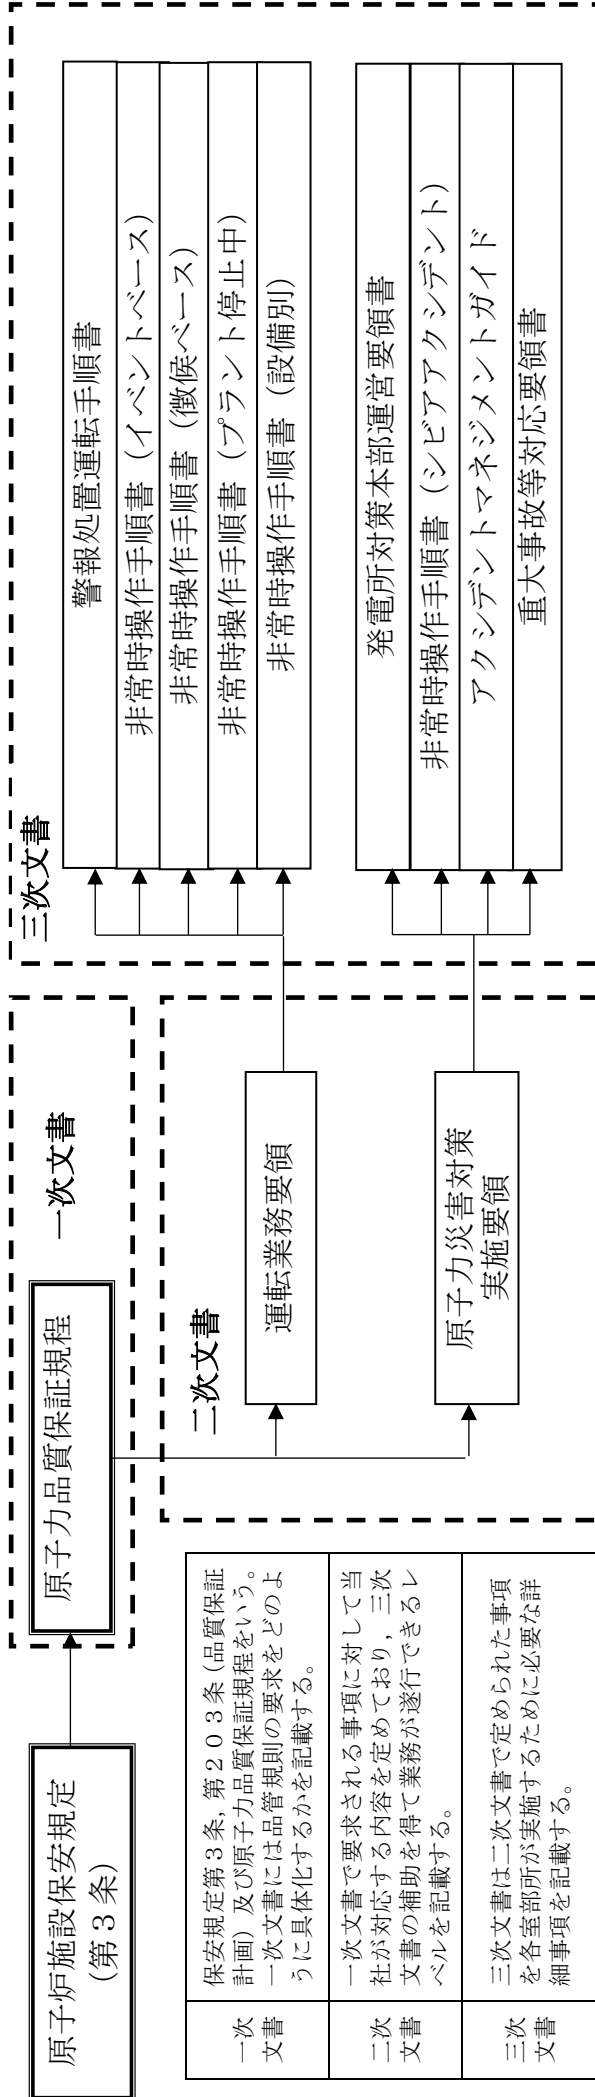 原子炉施設保安規定
(第３条)
原子力品質保証規程
一次文書
二次文書
運転業務要領
原子力災害対策
実施要領
三次文書
警報処置運転手順書
非常時操作手順書（イベントベース）
非常時操作手順書（徴候ベース）
非常時操作手順書（プラント停止中）
非常時操作手順書（設備別）
発電所対策本部運営要領書
非常時操作手順書（シビアアクシデント）
アクシデントマネジメントガイド
重大事故等対応要領書
一次
文書
保安規定第３条，第２０３条（品質保証
計画）及び原子力品質保証規程をいう。
一次文書には品管規則の要求をどのよ
うに具体化するかを記載する。
二次
文書
一次文書で要求される事項に対して当
社が対応する内容を定めており，三次
文書の補助を得て業務が遂行できるレ
ベルを記載する。
三次
文書
三次文書は二次文書で定められた事項
を各室部所が実施するために必要な詳
細事項を記載する。